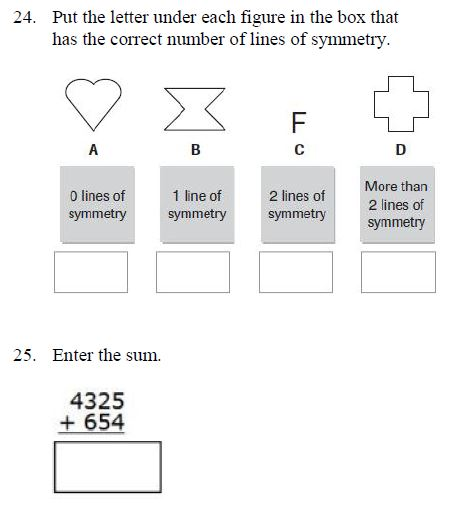 24. Put the letter under each figure in the box that
has the correct number of lines of symmetry.
F
A B C D
0 lines of symmetry
1 line of symmetry
2 lines of symmetry
More than 2 lines of symmetry
25. Enter the sum.
4325
+ 654